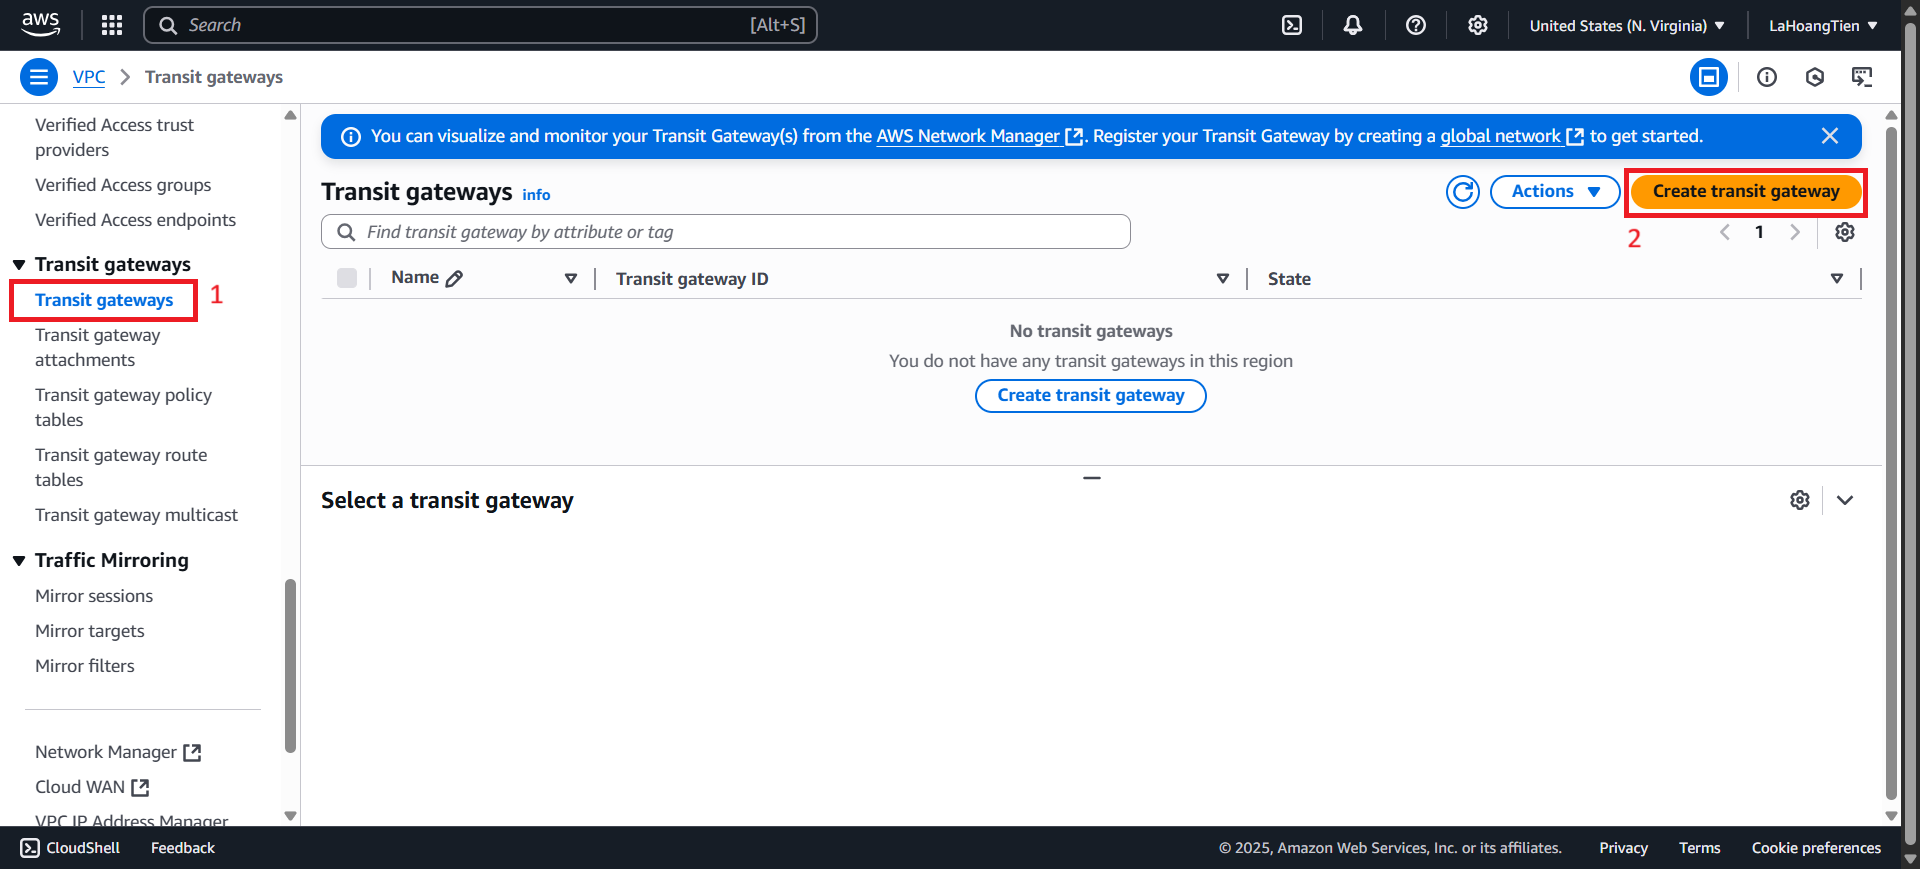 aws
Search
[Alt+S]
United States (N. Virginia)
LaHoangTien
VPC
Transit gateways
Verified Access trust
providers
Verified Access groups
Verified Access endpoints
Transit gateways
Transit gateways
1
Transit gateway
attachments
Transit gateway policy
tables
Transit gateway route
tables
Transit gateway multicast
Traffic Mirroring
Mirror sessions
Mirror targets
Mirror filters
Network Manager
Cloud WAN
VPC IP Address Manager
You can visualize and monitor your Transit Gateway(s) from the AWS Network Manager. Register your Transit Gateway by creating a global network to get started.
Transit gateways info
Actions
Create transit gateway
2
Find transit gateway by attribute or tag
1
Name
Transit gateway ID
State
No transit gateways
You do not have any transit gateways in this region
Create transit gateway
Select a transit gateway
CloudShell
Feedback
© 2025, Amazon Web Services, Inc. or its affiliates.
Privacy
Terms
Cookie preferences